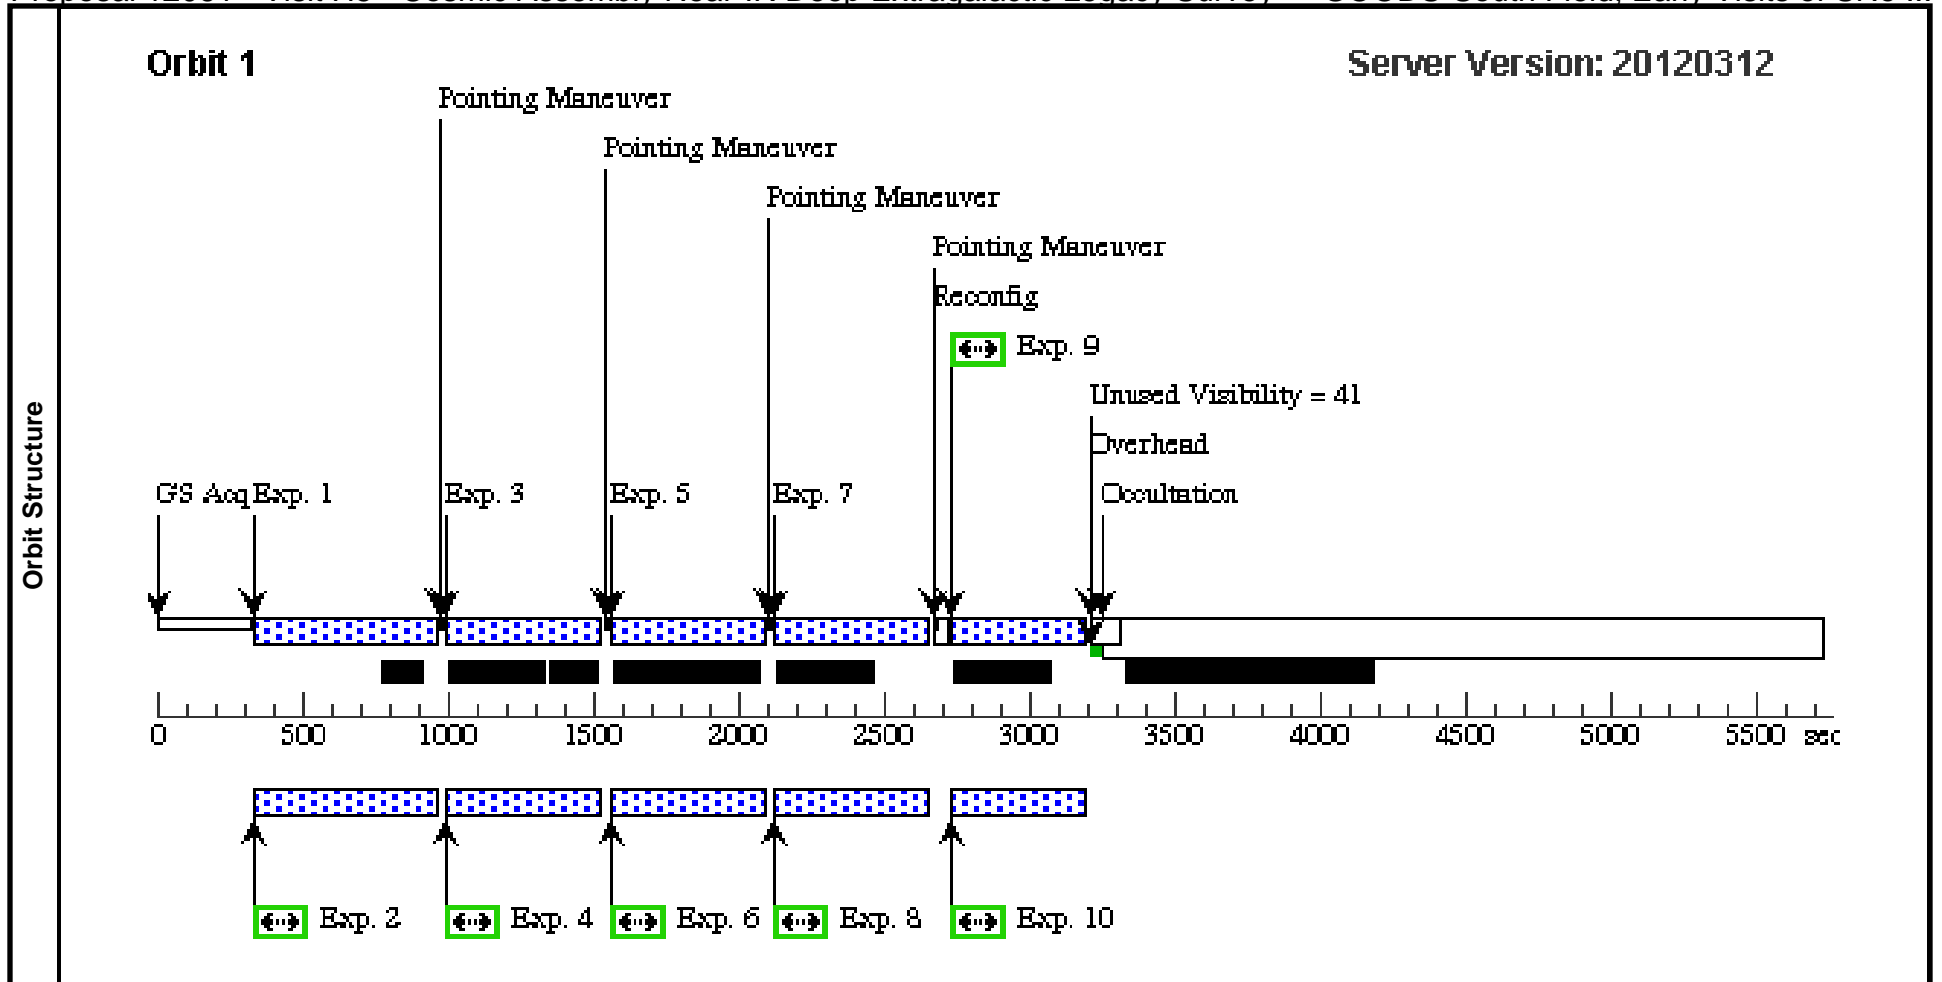 Orbit 1
Server Version: 20120312
Pointing Maneuver
Pointing Maneuver
Pointing Maneuver
Pointing Maneuver
Reconfig
Exp. 9
Unused Visibility = 41
Overhead
GS Acq Exp. 1 Exp. 3 Exp. 5 Exp. 7 Occultation
Orbit Structure
0 500 1000 1500 2000 2500 3000 3500 4000 4500 5000 5500 sec
Exp. 2 Exp. 4 Exp. 6 Exp. 8 Exp. 10